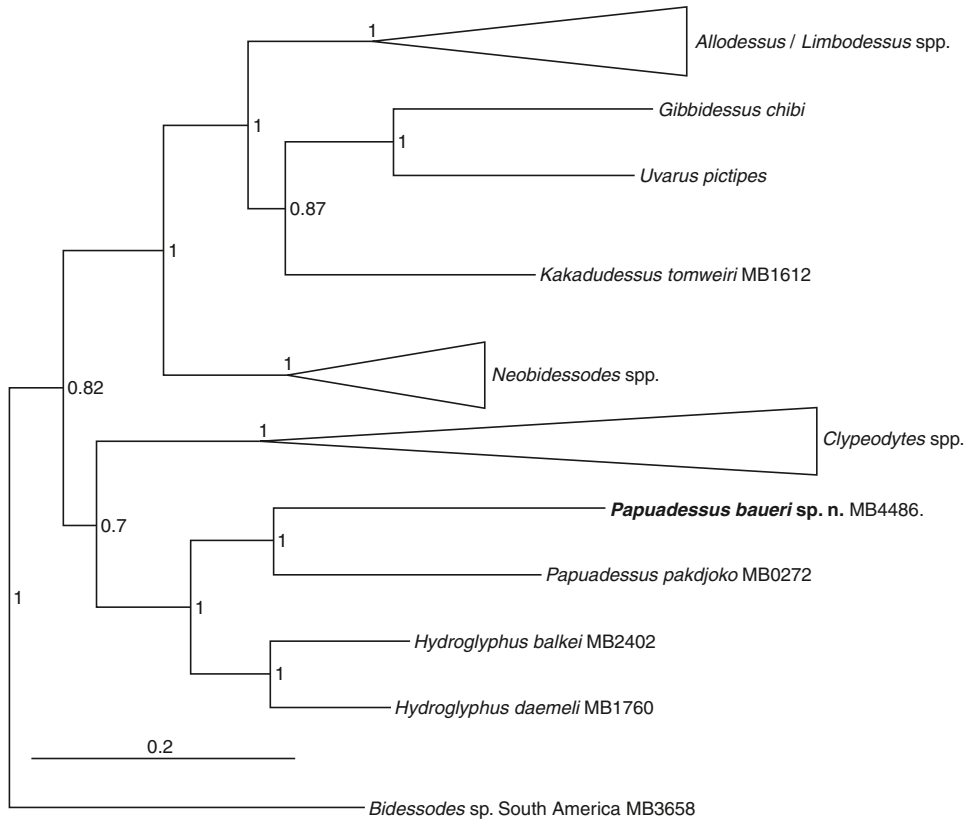 1
Allodessus / Limbodessus spp.
Gibbidessus chibi
1
1
Uvarus pictipes
0.87
1
Kakadudessus tomweiri MB1612
1
Neobidessodes spp.
0.82
1
Clypeodytes spp.
Papuadessus baueri sp. n. MB4486.
0.7
1
Papuadessus pakdjoko MB0272
1
1
Hydroglyphus balkei MB2402
1
Hydroglyphus daemeli MB1760
0.2
Bidessodes sp. South America MB3658